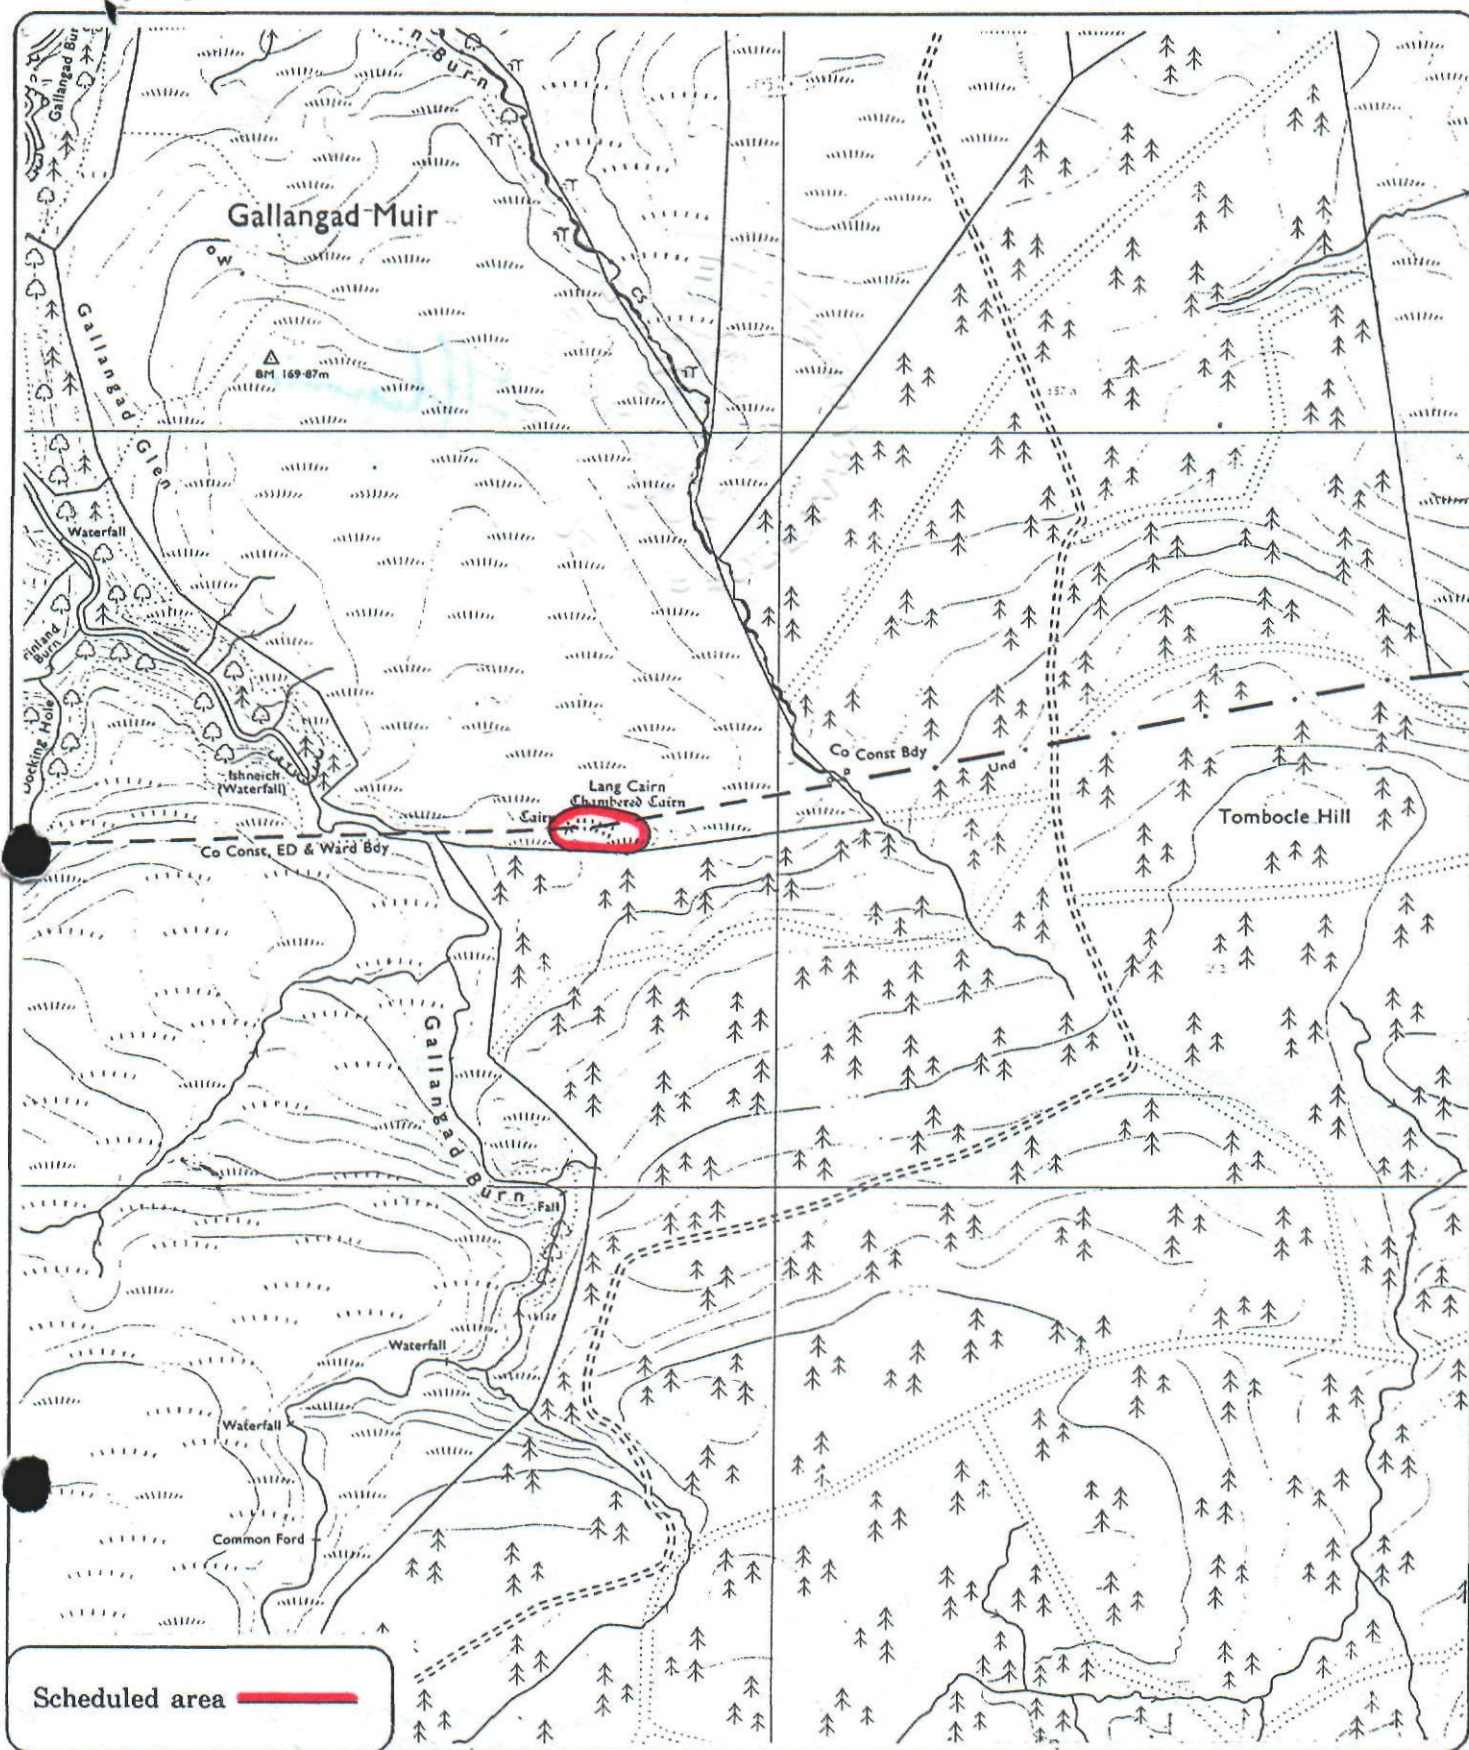 Gallangad Bur
n Burn
Gallangad Muir
W
CS
Gallangad Glen
BM 169·87m
Waterfall
inland
Burn
ocking Hole
Ishneich
(Waterfall)
Co Const Bdy
Und
Lang Cairn
Chambered Cairn
Cairn
Tombocle Hill
Co Const, ED & Ward Bdy
Gallangad Burn
Fall
Waterfall
Waterfall
Common Ford
Scheduled area